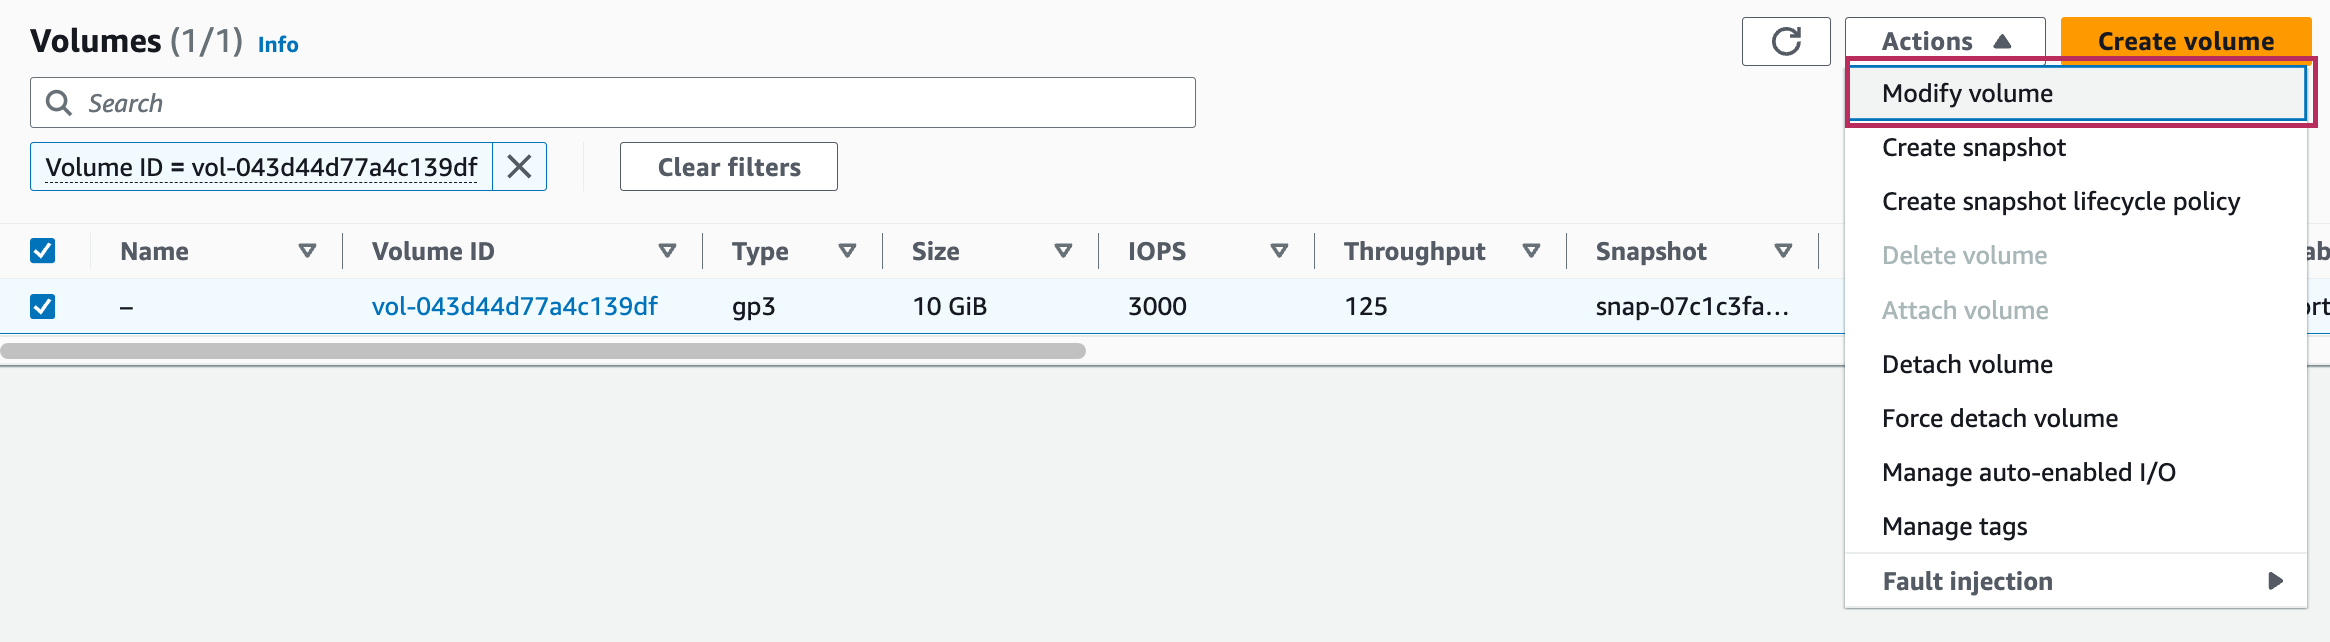 Volumes (1/1) Info
Actions
Create volume
Search
Modify volume
Volume ID = vol-043d44d77a4c139df
Clear filters
Create snapshot
Create snapshot lifecycle policy
Name Volume ID Type Size IOPS Throughput Snapshot
Delete volume
– vol-043d44d77a4c139df gp3 10 GiB 3000 125 snap-07c1c3fa...
Attach volume
Detach volume
Force detach volume
Manage auto-enabled I/O
Manage tags
Fault injection